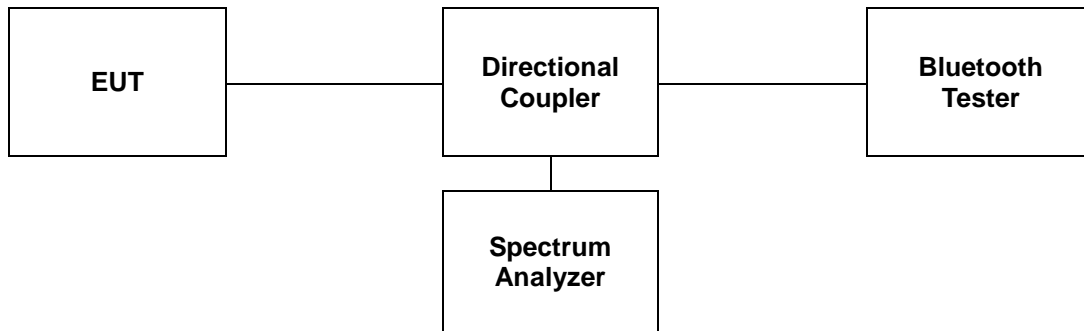 EUT
Directional
Coupler
Bluetooth
Tester
Spectrum
Analyzer